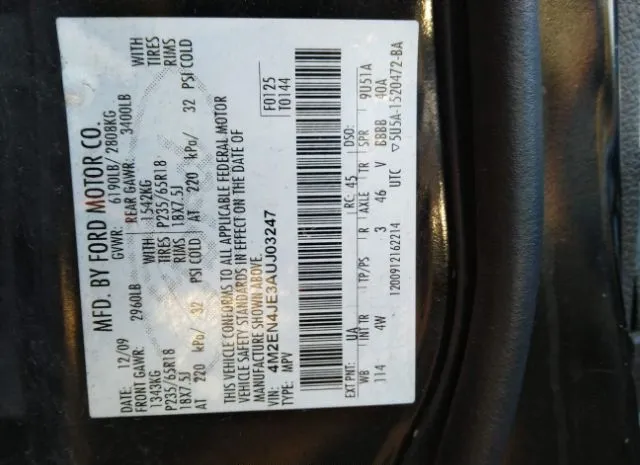 MFD. BY FORD MOTOR CO.
DATE: 12/09 GVWR: 6190LB/ 2808KG
FRONT GAWR: 2960LB REAR GAWR: 3400LB
1343KG 1542KG WITH
P235/65R18 TIRES P235/65R18 TIRES
18X7.5J RIMS 18X7.5J RIMS
AT 220 kPa/ 32 PSI COLD AT 220 kPa/ 32 PSI COLD
THIS VEHICLE CONFORMS TO ALL APPLICABLE FEDERAL MOTOR
VEHICLE SAFETY STANDARDS IN EFFECT ON THE DATE OF
MANUFACTURE SHOWN ABOVE.
VIN: 4M2EN4JE3AUJ03247
TYPE: MPV
F0125
T0144
EXT PNT: UA RC: 45 DSO:
WB INT TR TP/PS R AXLE TR SPR 9U51A
114 4W 3 46 V BBBB 40A
1200912162214 UTC ▽5U5A-1520472-BA